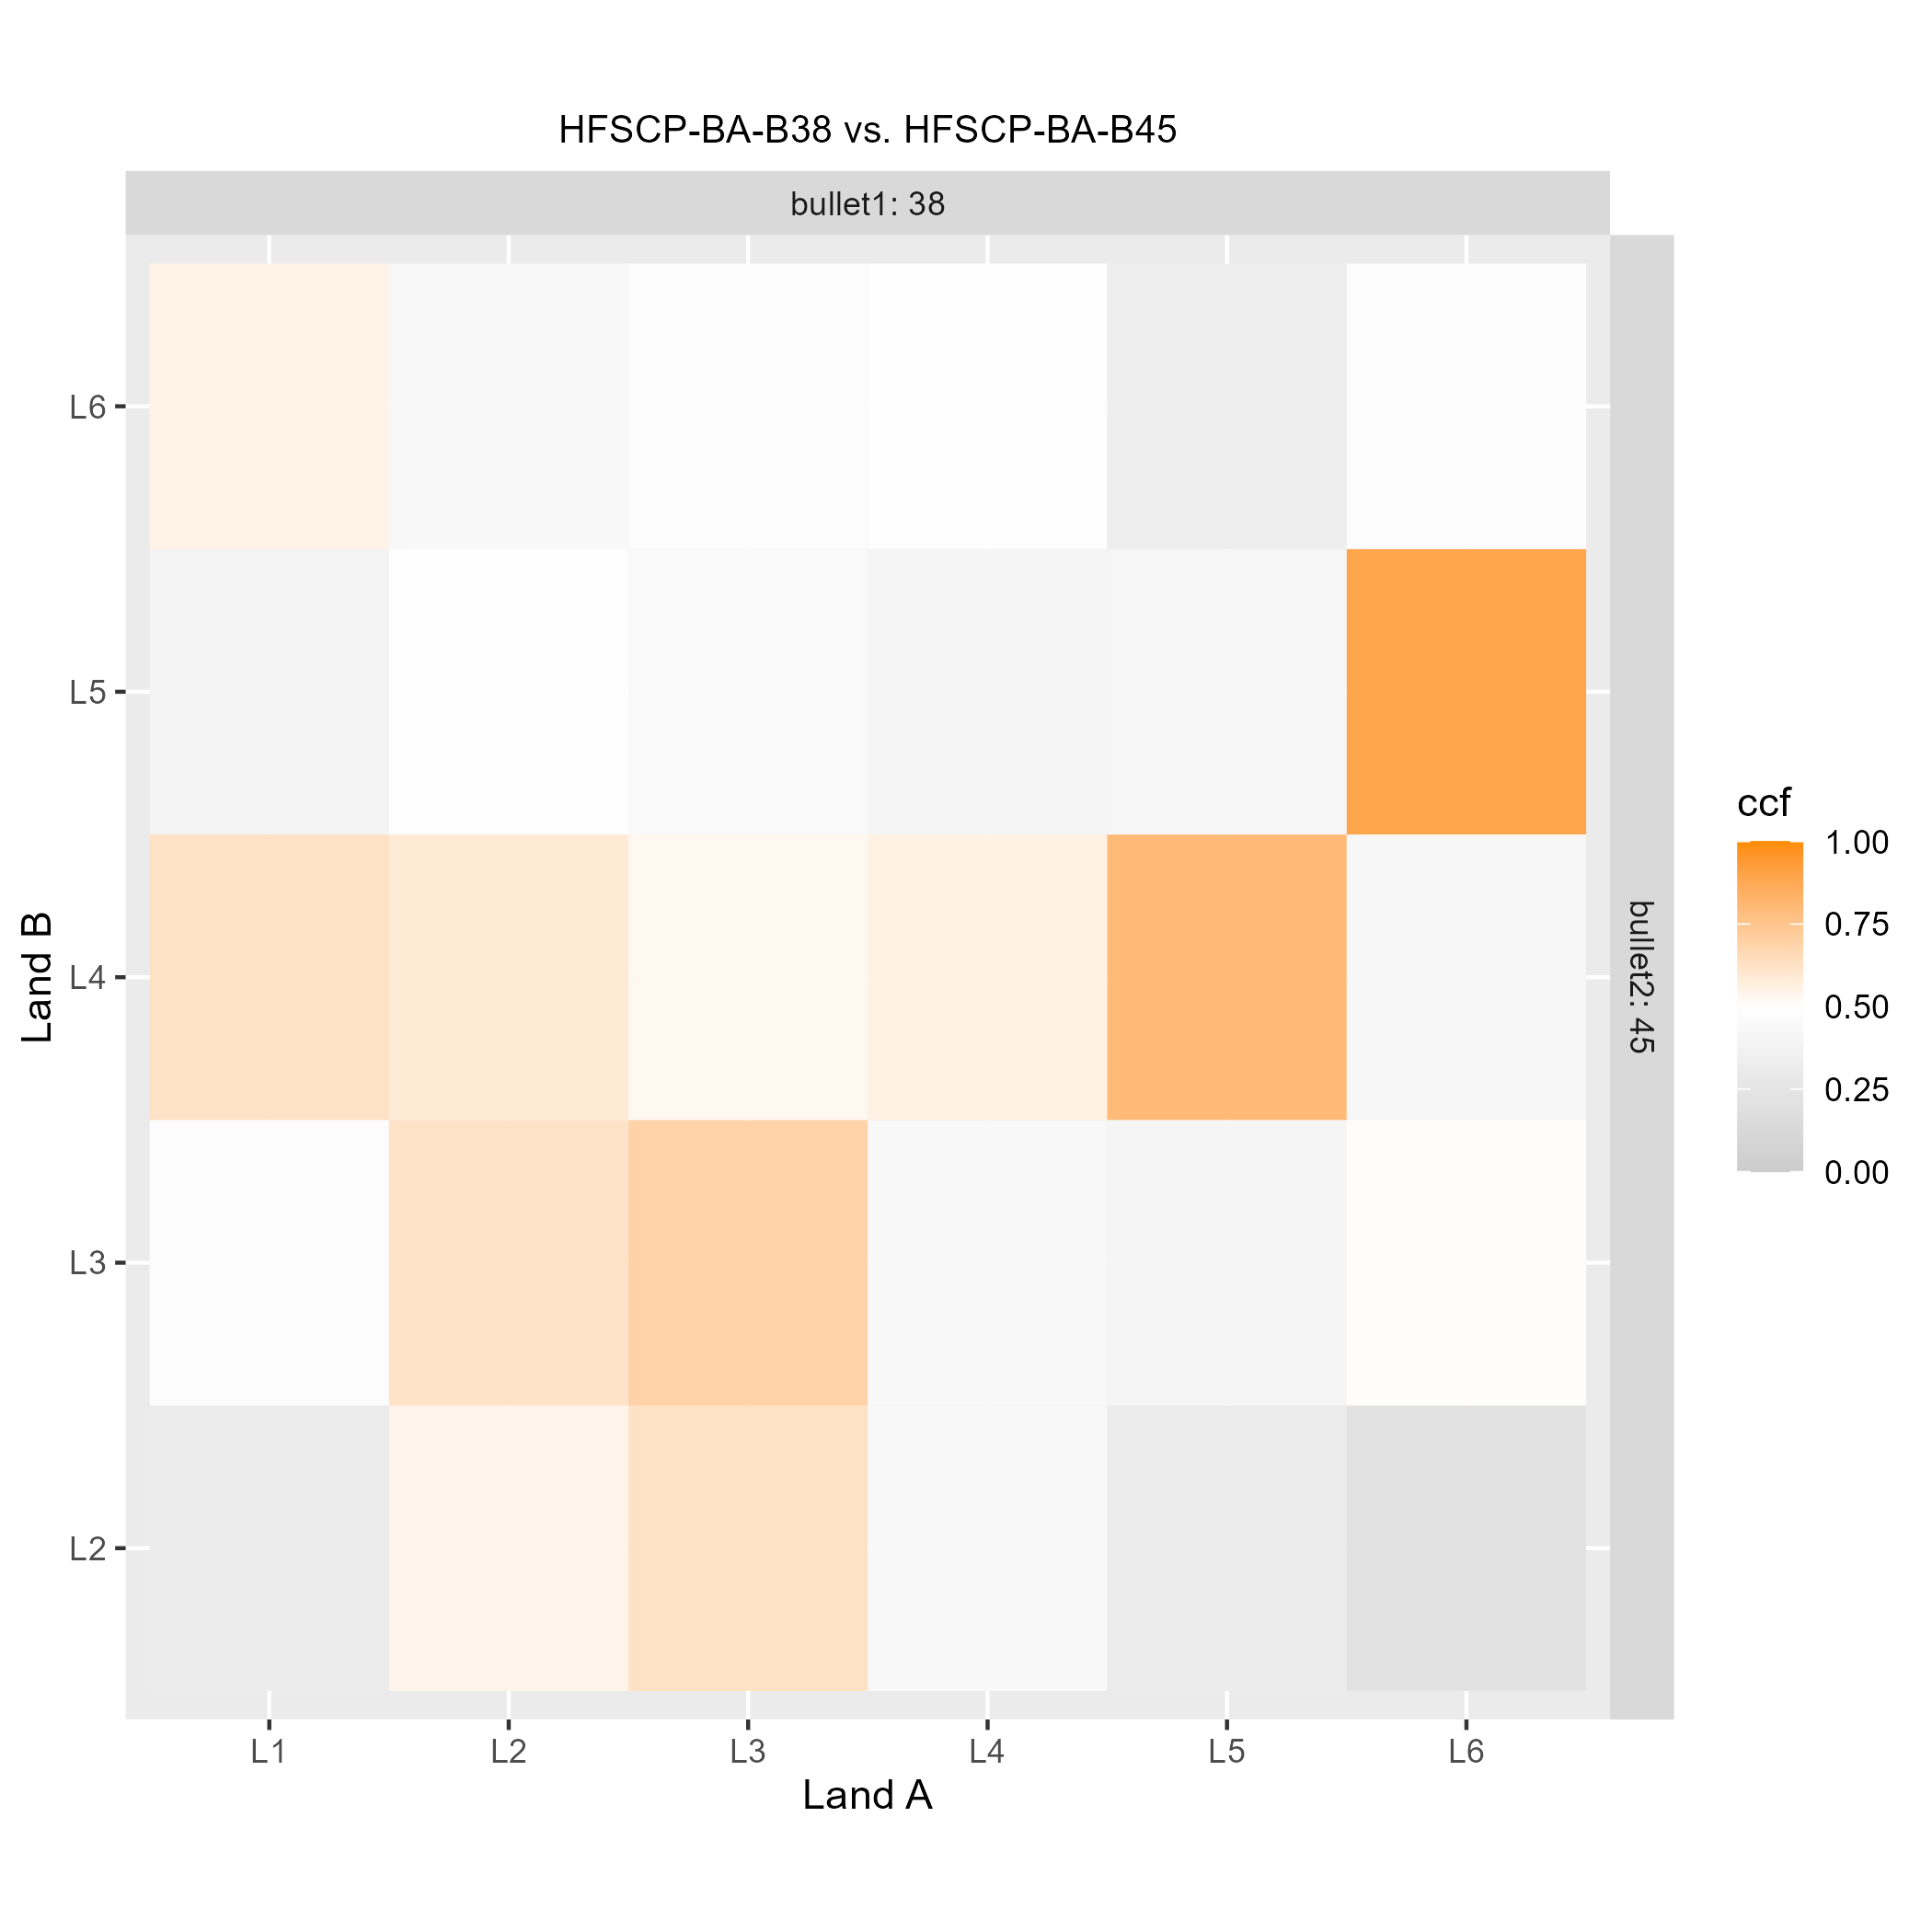 HFSCP-BA-B38 vs. HFSCP-BA-B45
bullet1: 38
L6
L5
L4
L3
L2
Land B
bullet2: 45
ccf
1.00
0.75
0.50
0.25
0.00
L1 L2 L3 L4 L5 L6
Land A